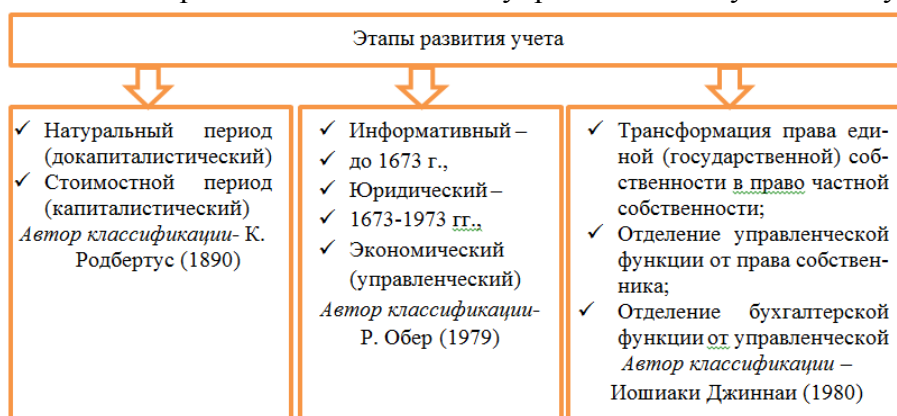 Этапы развития учета
✓ Натуральный период
(докапиталистический)
✓ Стоимостной период
(капиталистический)
Автор классификации- К.
Родбертус (1890)
✓ Информативный –
✓ до 1673 г.,
✓ Юридический –
✓ 1673-1973 гг.,
✓ Экономический
(управленческий)
Автор классификации-
Р. Обер (1979)
✓ Трансформация права еди-
ной (государственной) соб-
ственности в право частной
собственности;
✓ Отделение управленческой
функции от права собствен-
ника;
✓ Отделение бухгалтерской
функции от управленческой
Автор классификации –
Иошиаки Джиннаи (1980)